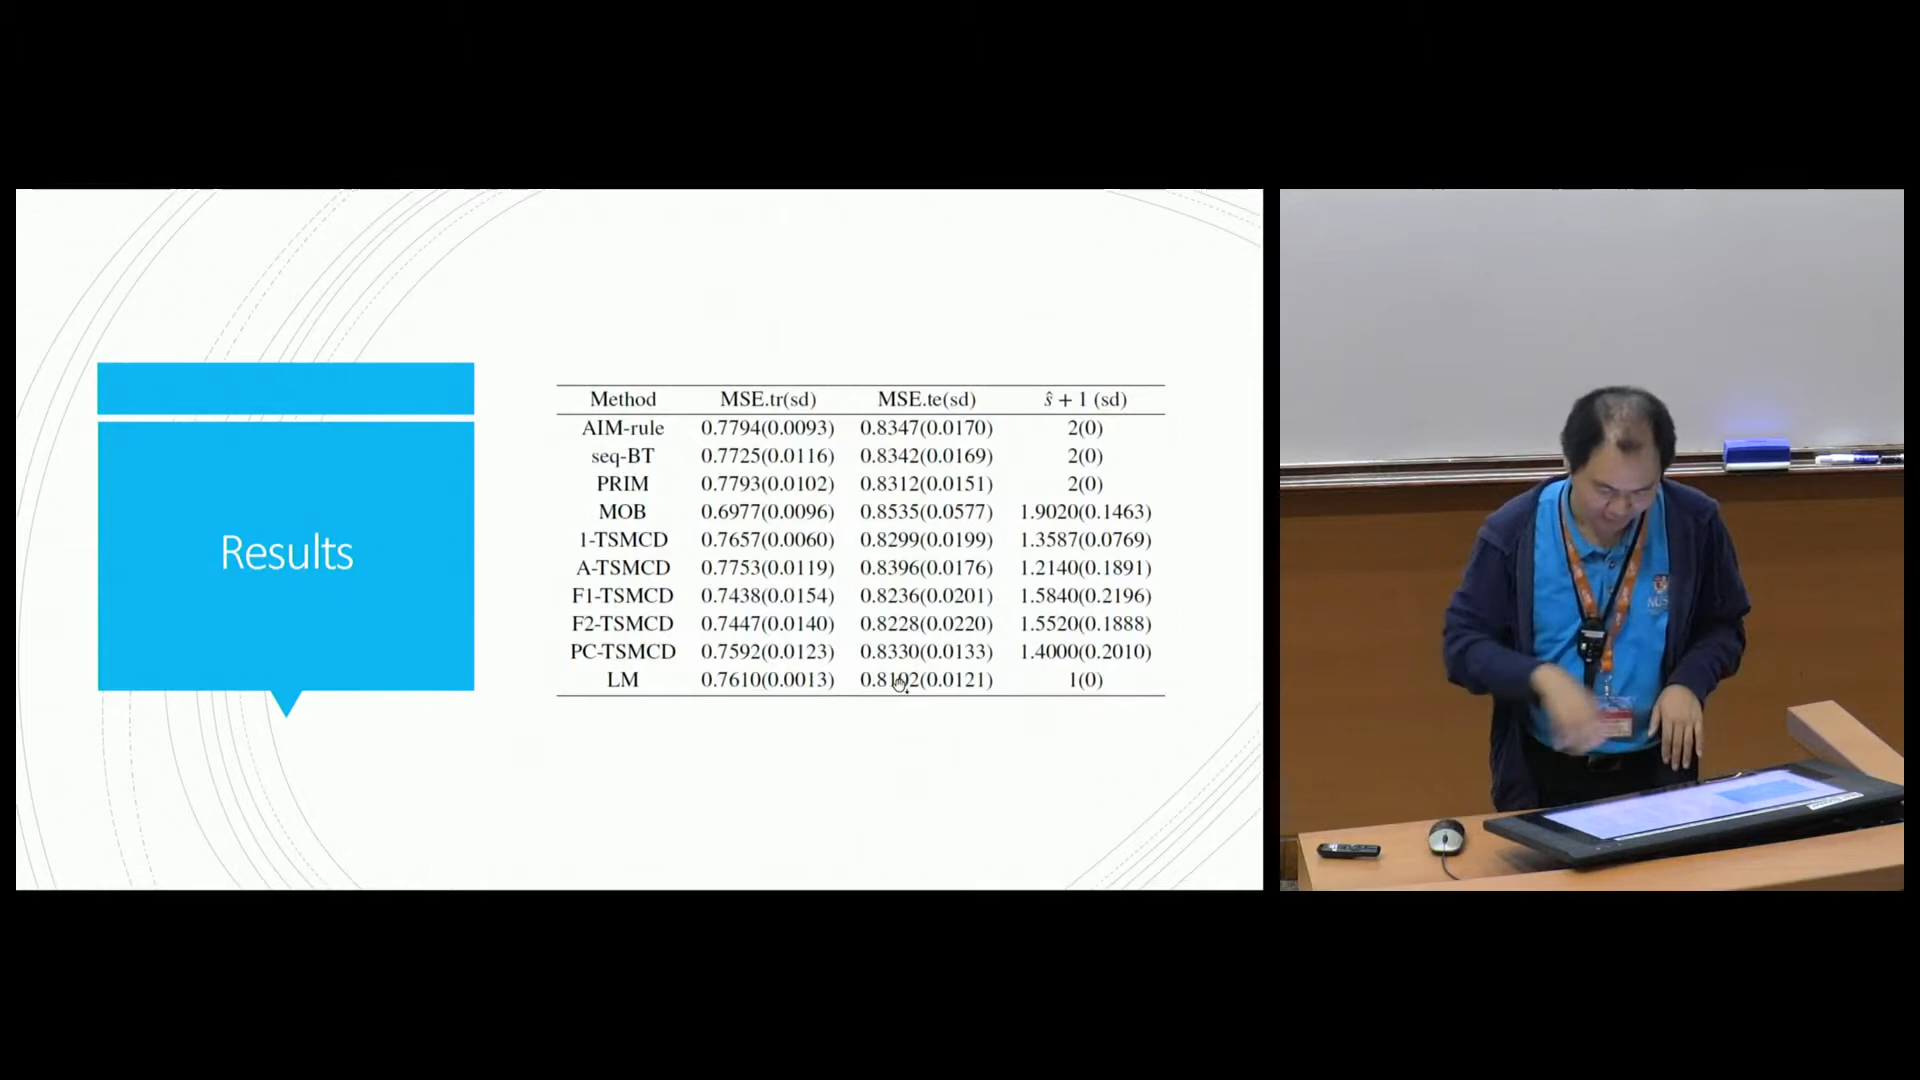 Results
Method MSE.tr(sd) MSE.te(sd) ŝ + 1 (sd)
AIM-rule 0.7794(0.0093) 0.8347(0.0170) 2(0)
seq-BT 0.7725(0.0116) 0.8342(0.0169) 2(0)
PRIM 0.7793(0.0102) 0.8312(0.0151) 2(0)
MOB 0.6977(0.0096) 0.8535(0.0577) 1.9020(0.1463)
1-TSMCD 0.7657(0.0060) 0.8299(0.0199) 1.3587(0.0769)
A-TSMCD 0.7753(0.0119) 0.8396(0.0176) 1.2140(0.1891)
F1-TSMCD 0.7438(0.0154) 0.8236(0.0201) 1.5840(0.2196)
F2-TSMCD 0.7447(0.0140) 0.8228(0.0220) 1.5520(0.1888)
PC-TSMCD 0.7592(0.0123) 0.8330(0.0133) 1.4000(0.2010)
LM 0.7610(0.0013) 0.8102(0.0121) 1(0)
NUS